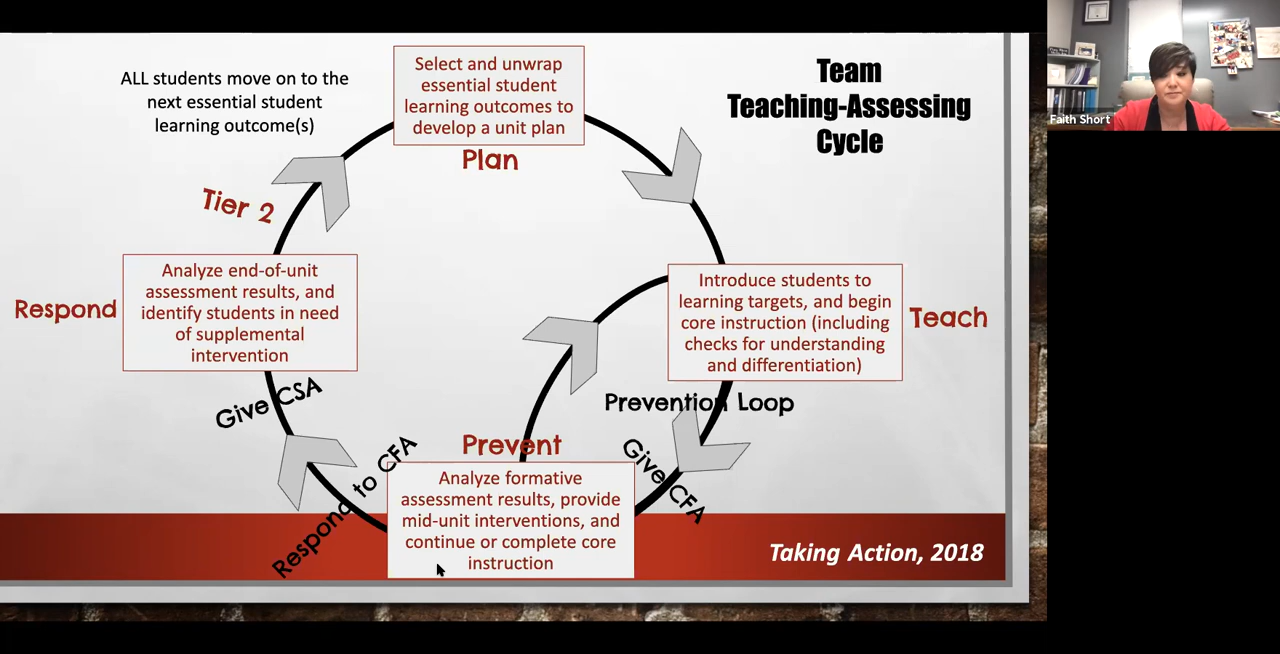 ALL students move on to the
next essential student
learning outcome(s)
Select and unwrap
essential student
learning outcomes to
develop a unit plan
Plan
Team
Teaching-Assessing
Cycle
Faith Short
Tier 2
Respond
Analyze end-of-unit
assessment results, and
identify students in need
of supplemental
intervention
Introduce students to
learning targets, and begin
core instruction (including
checks for understanding
and differentiation)
Teach
Give CSA
Prevention Loop
Prevent
Give CFA
Respond to CFA
Analyze formative
assessment results, provide
mid-unit interventions, and
continue or complete core
instruction
Taking Action, 2018